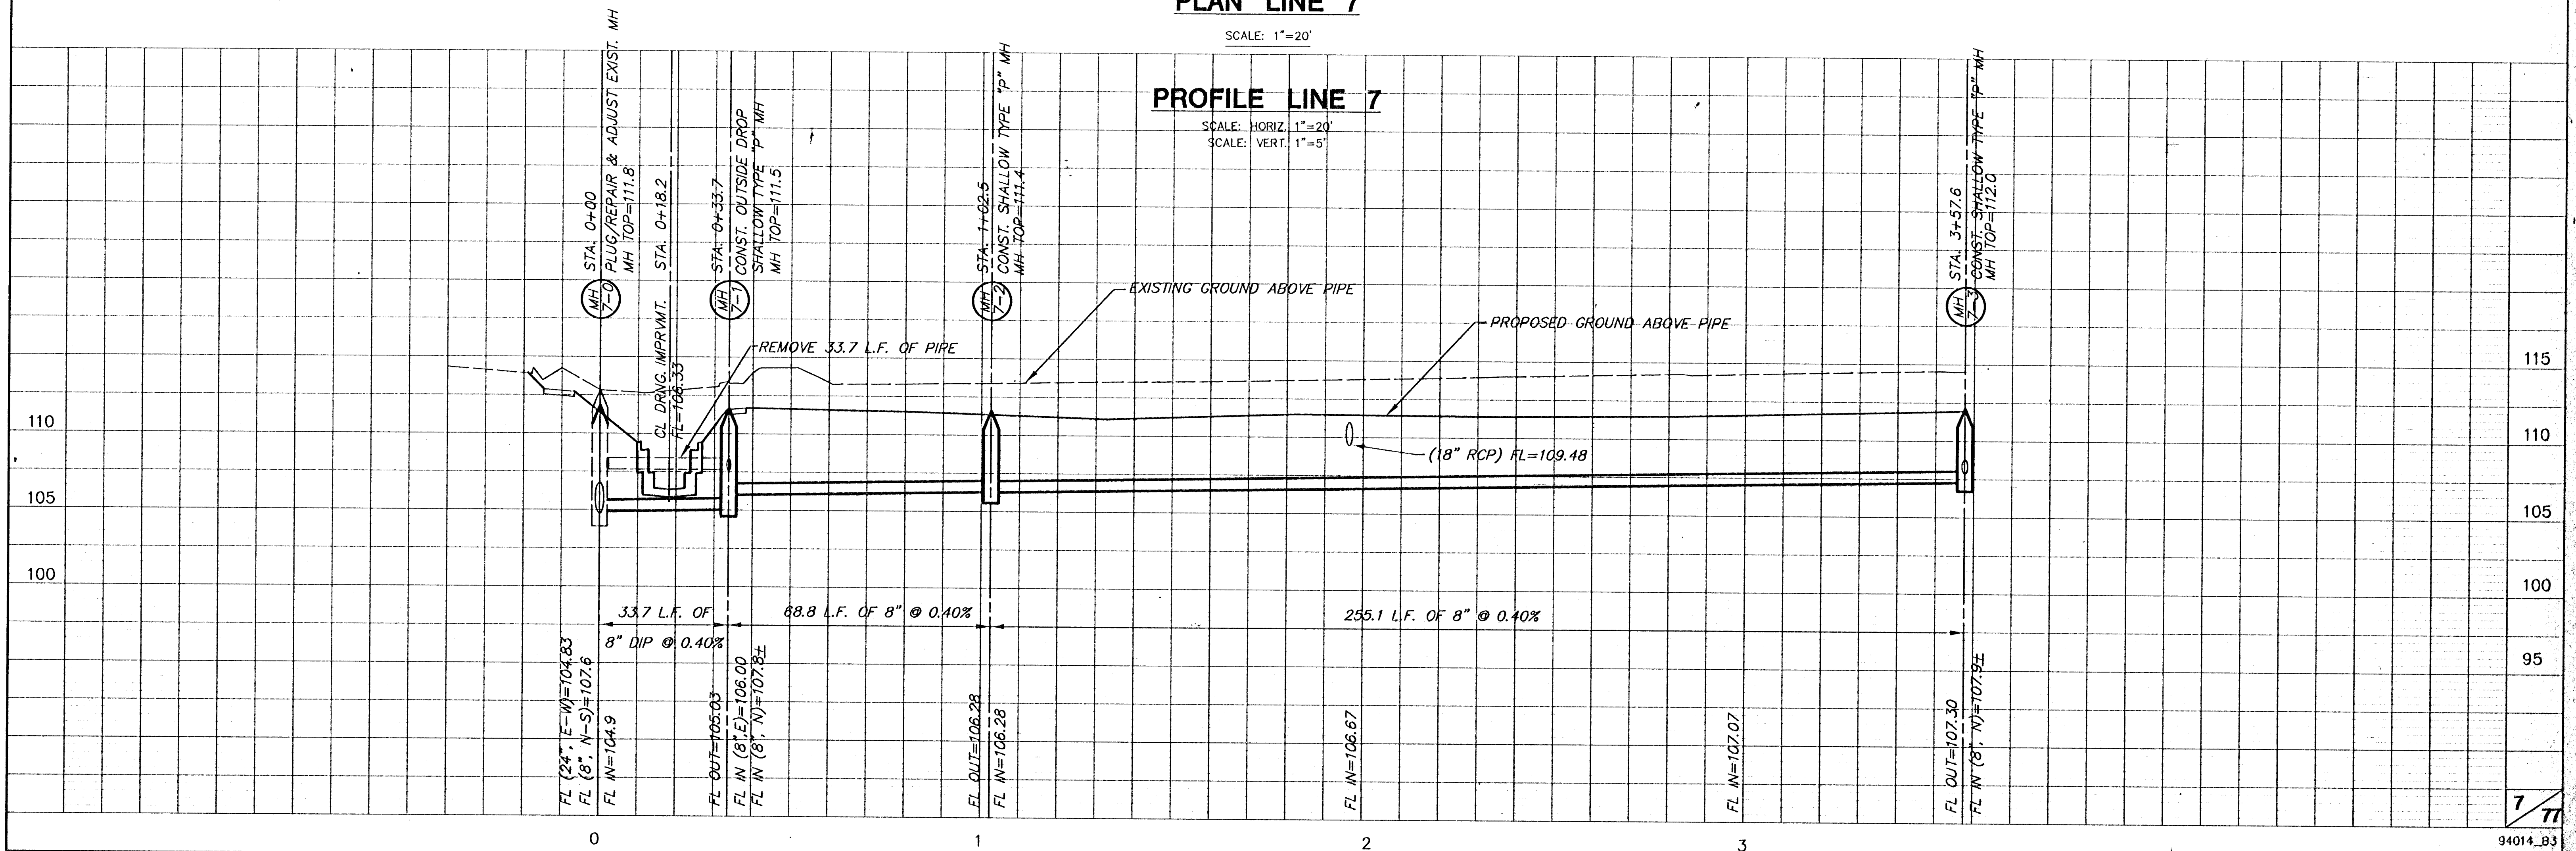 PLAN LINE 7
SCALE: 1"=20'
PROFILE LINE 7
SCALE: HORIZ. 1"=20'
SCALE: VERT. 1"=5'
MH 7-0
STA. 0+00
PLUG/REPAIR & ADJUST EXIST. MH
MH TOP=111.8
STA. 0+18.2
CL DRNG. IMPRVMT.
FL=106.33
MH 7-1
STA. 0+33.7
CONST. OUTSIDE DROP
SHALLOW TYPE "P" MH
MH TOP=111.5
MH 7-2
STA. 1+02.5
CONST. SHALLOW TYPE "P" MH
MH TOP=111.4
MH 7-3
STA. 3+57.6
CONST. SHALLOW TYPE "P" MH
MH TOP=112.0
EXISTING GROUND ABOVE PIPE
PROPOSED GROUND ABOVE PIPE
REMOVE 33.7 L.F. OF PIPE
(18" RCP) FL=109.48
110
105
100
115
110
105
100
95
33.7 L.F. OF
8" DIP @ 0.40%
68.8 L.F. OF 8" @ 0.40%
255.1 L.F. OF 8" @ 0.40%
FL (24", E-W)=104.83
FL (8", N-S)=107.6
FL IN=104.9
FL OUT=105.03
FL IN (8",E)=106.00
FL IN (8", N)=107.8±
FL OUT=106.28
FL IN=106.28
FL IN=106.67
FL IN=107.07
FL OUT=107.30
FL IN (8", N)=107.9±
0
1
2
3
7/77
94014_B3